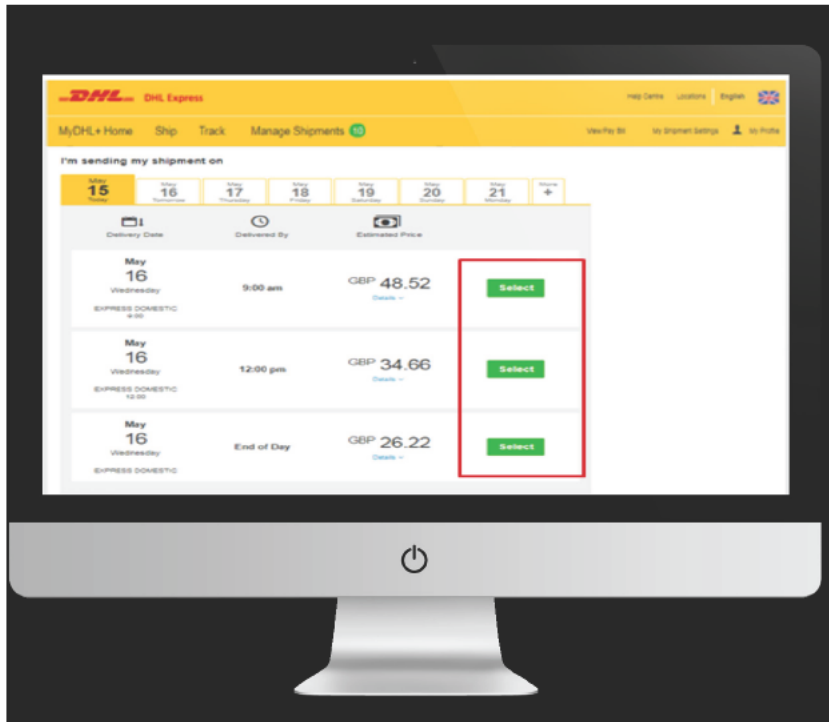 DHL DHL Express
Help Centre Locations English
MyDHL+ Home Ship Track Manage Shipments 10 View/Pay Bill My Shipment Settings My Profile
I'm sending my shipment on
May May May May May May May More
15 16 17 18 19 20 21 +
Today Tomorrow Thursday Friday Saturday Sunday Monday
Delivery Date Delivered By Estimated Price
May
16
Wednesday 9:00 am GBP 48.52 Select
Details
EXPRESS DOMESTIC
9:00
May
16
Wednesday 12:00 pm GBP 34.66 Select
Details
EXPRESS DOMESTIC
12:00
May
16
Wednesday End of Day GBP 26.22 Select
Details
EXPRESS DOMESTIC